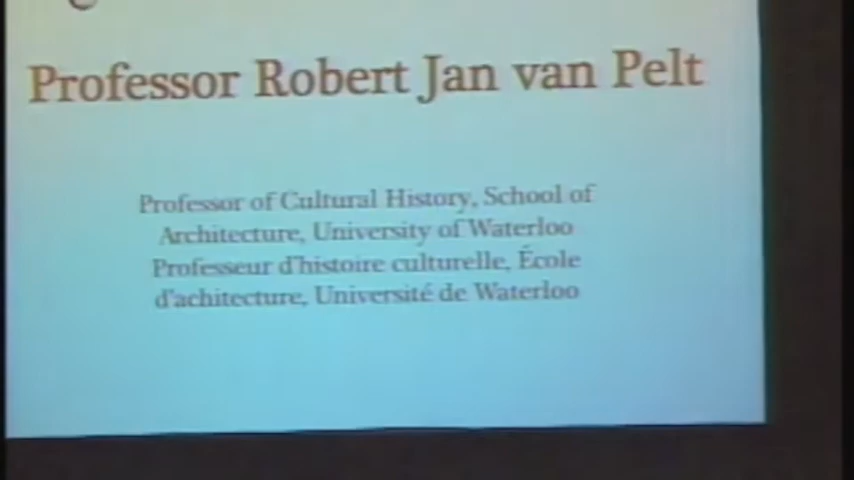 Professor Robert Jan van Pelt
Professor of Cultural History, School of
Architecture, University of Waterloo
Professeur d'histoire culturelle, École
d'achitecture, Université de Waterloo